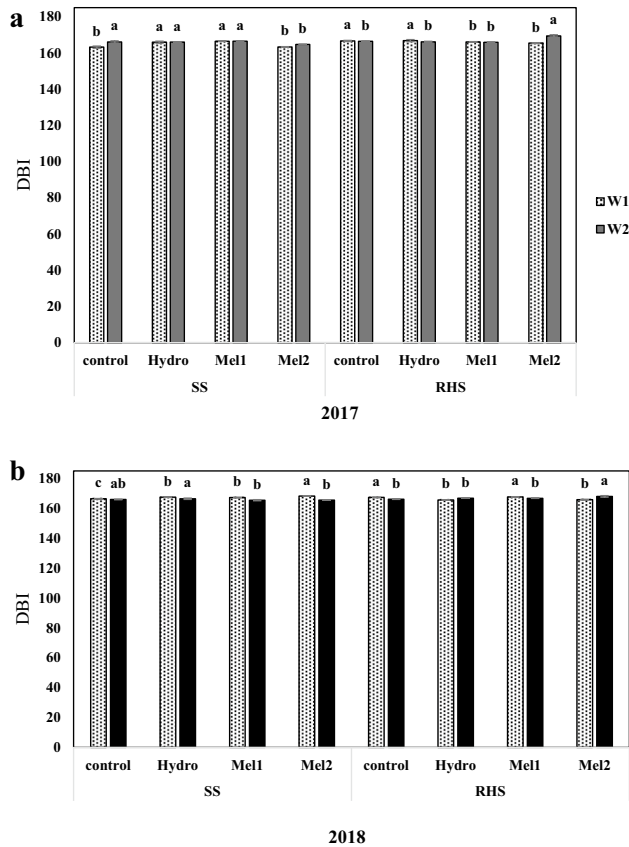 a
b a a a a a b b a b a b b b b a
180
160
140
120
100
80
60
40
20
0
DBI
W1
W2
control Hydro Mel1 Mel2 control Hydro Mel1 Mel2
SS RHS
2017
b
c ab b a b b a b a b b b a b b a
180
160
140
120
100
80
60
40
20
0
DBI
control Hydro Mel1 Mel2 control Hydro Mel1 Mel2
SS RHS
2018